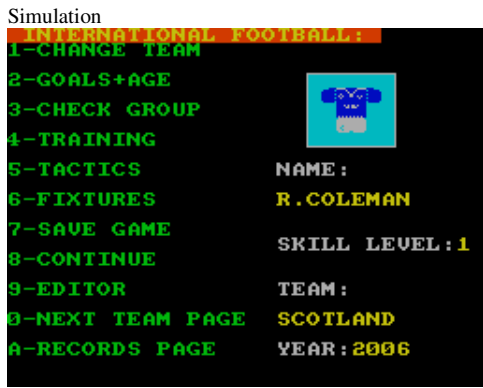 Simulation
INTERNATIONAL FOOTBALL:
1-CHANGE TEAM
2-GOALS+AGE
3-CHECK GROUP
4-TRAINING
5-TACTICS
6-FIXTURES
7-SAVE GAME
8-CONTINUE
9-EDITOR
0-NEXT TEAM PAGE
A-RECORDS PAGE
NAME:
R.COLEMAN
SKILL LEVEL:1
TEAM:
SCOTLAND
YEAR:2006